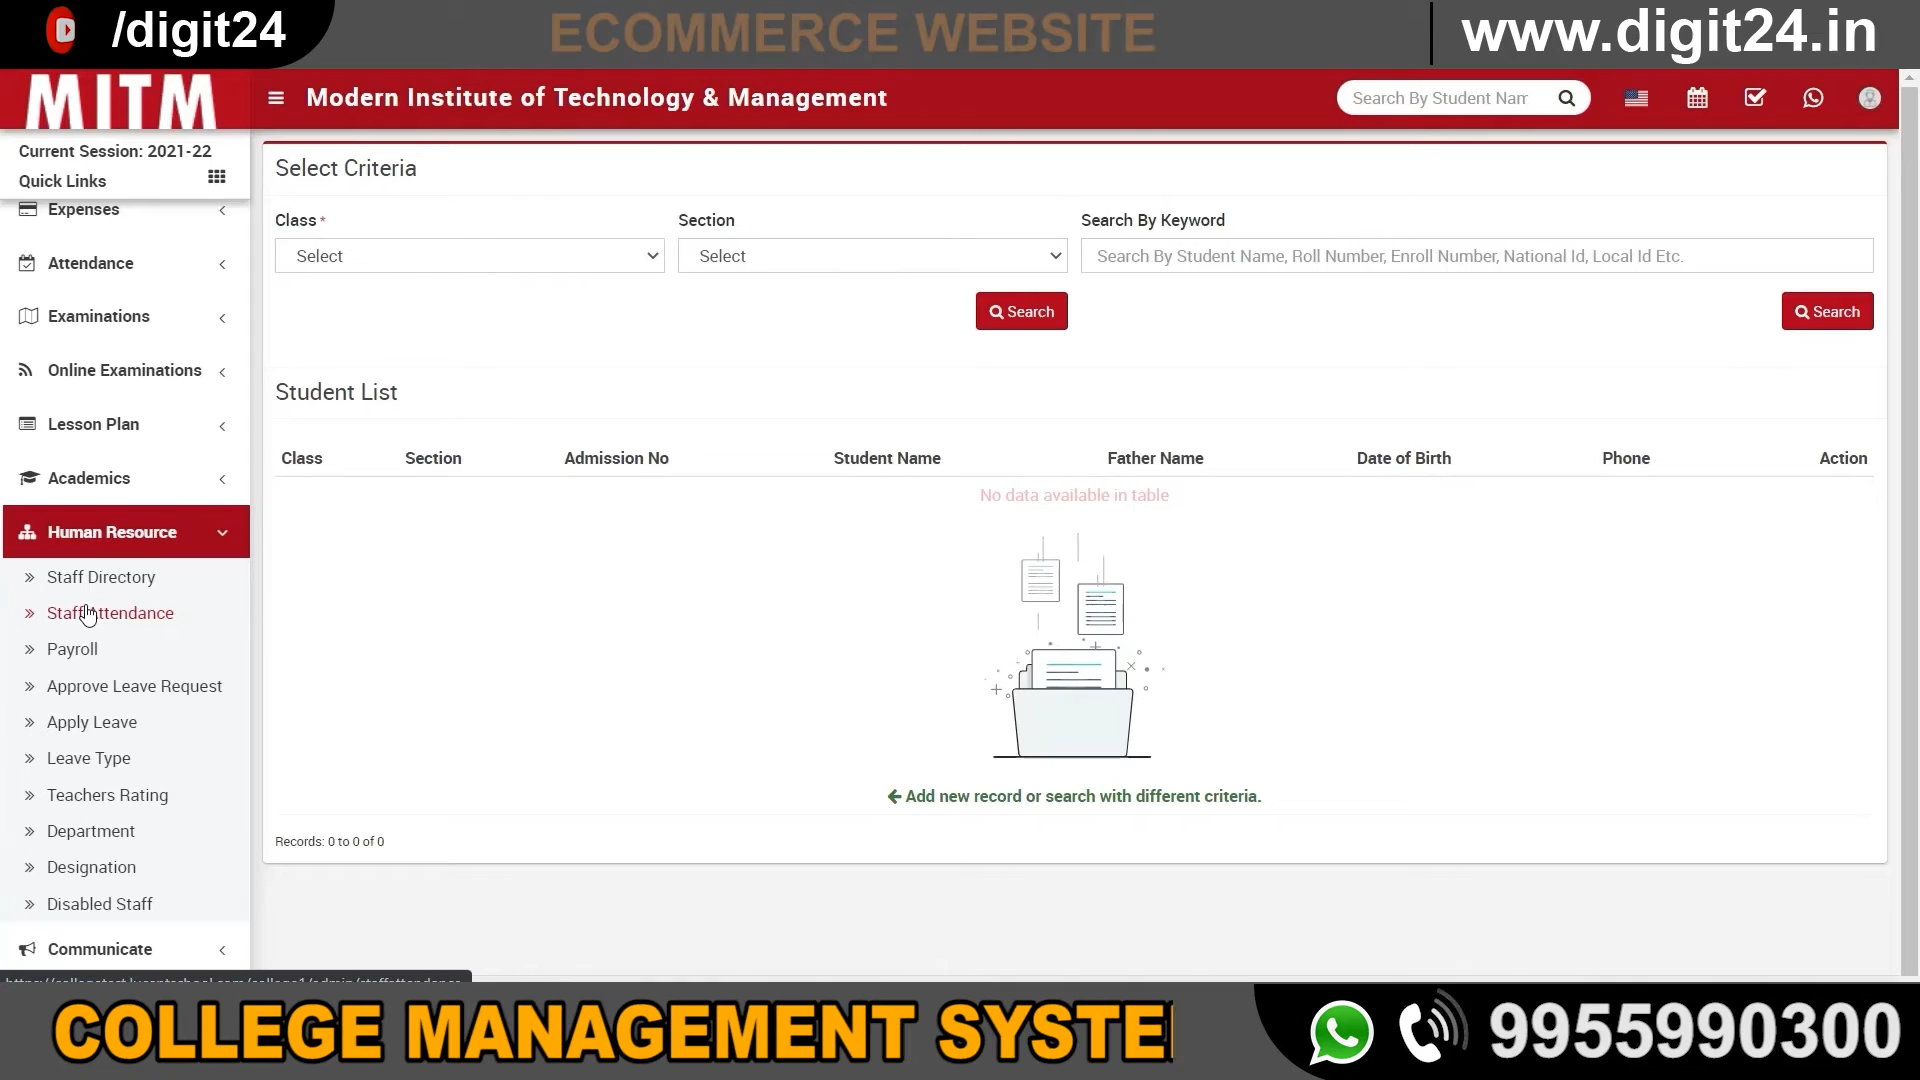 /digit24
ECOMMERCE WEBSITE
www.digit24.in
MITM
Modern Institute of Technology & Management
Search By Student Nam
Current Session: 2021-22
Quick Links
Expenses
Attendance
Examinations
Online Examinations
Lesson Plan
Academics
Human Resource
Staff Directory
Staff Attendance
Payroll
Approve Leave Request
Apply Leave
Leave Type
Teachers Rating
Department
Designation
Disabled Staff
Communicate
Select Criteria
Class *
Section
Search By Keyword
Select
Select
Search By Student Name, Roll Number, Enroll Number, National Id, Local Id Etc.
Search
Search
Student List
Class Section Admission No Student Name Father Name Date of Birth Phone Action
No data available in table
Add new record or search with different criteria.
Records: 0 to 0 of 0
COLLEGE MANAGEMENT SYSTE
9955990300